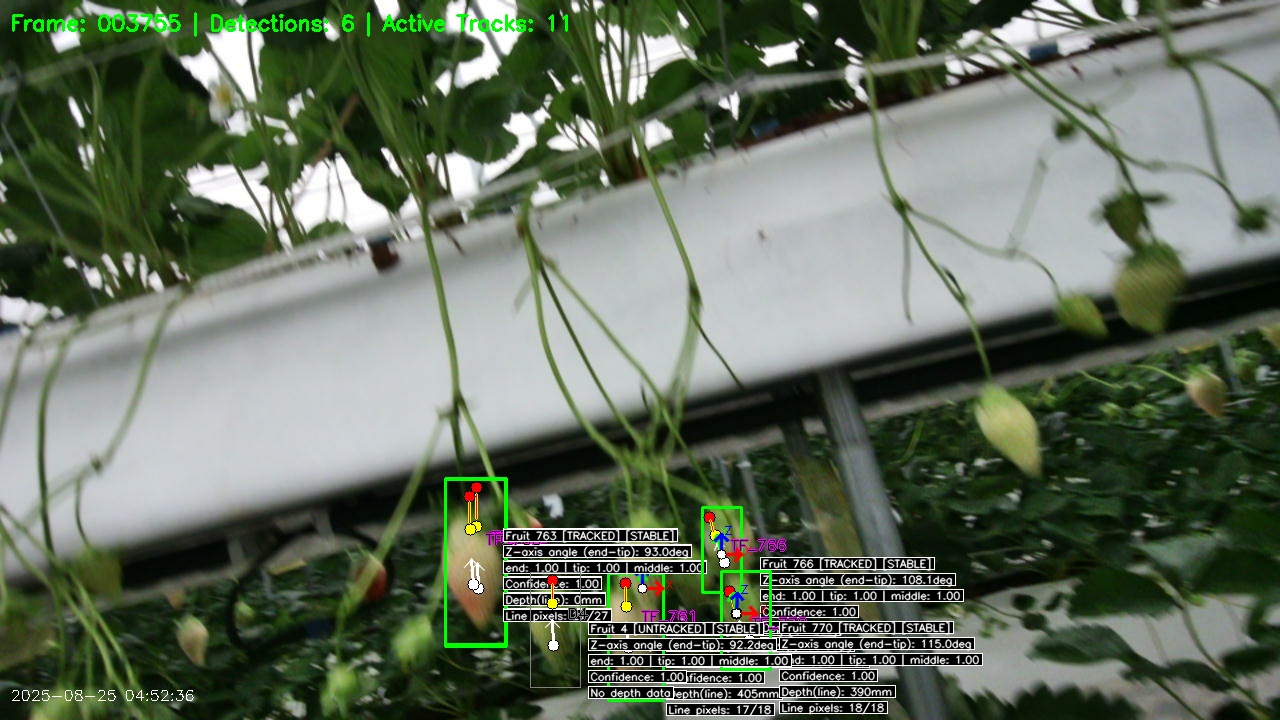 Frame: 003755 | Detections: 6 | Active Tracks: 11
Fruit 763 [TRACKED] [STABLE]
Z-axis angle (end-tip): 93.0deg
end: 1.00 | tip: 1.00 | middle: 1.00
Confidence: 1.00
Depth(line): 0mm
Line pixels: /27
TF_766
Z
Fruit 766 [TRACKED] [STABLE]
Z-axis angle (end-tip): 108.1deg
end: 1.00 | tip: 1.00 | middle: 1.00
Confidence: 1.00
Z
TF_761
Fruit 4 [UNTRACKED] [STABLE]
Z-axis angle (end-tip): 92.2deg
end: 1.00 | tip: 1.00 | middle: 1.00
Confidence: 1.00
No depth data
Fruit 770 [TRACKED] [STABLE]
Z-axis angle (end-tip): 115.0deg
end: 1.00 | tip: 1.00 | middle: 1.00
Confidence: 1.00
Depth(line): 390mm
Line pixels: 18/18
fidence: 1.00
epth(line): 405mm
Line pixels: 17/18
2025-08-25 04:52:36